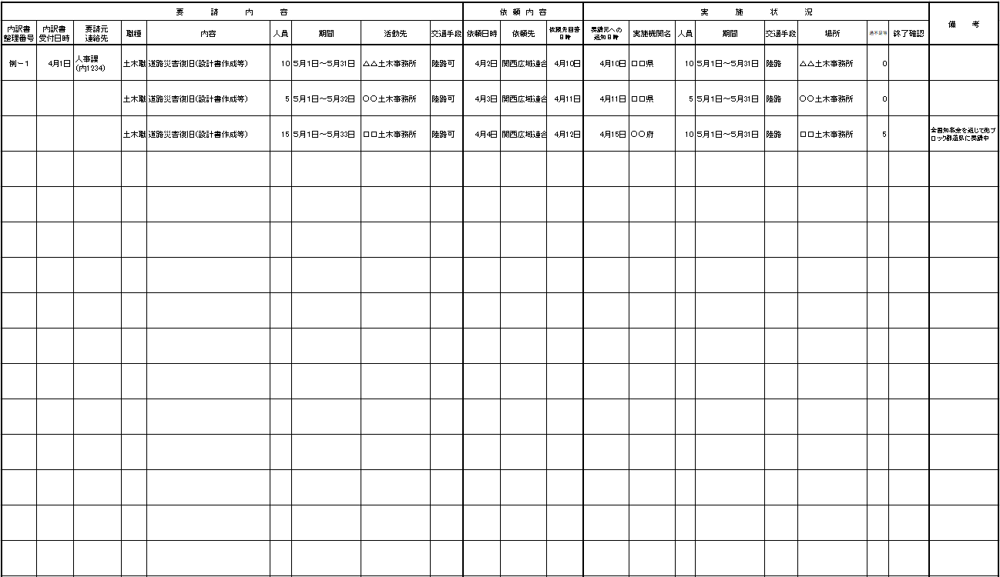 要請内容 依頼内容 実施状況 備考
内訳書整理番号 内訳書受付日時 要請元連絡先 職種 内容 人員 期間 活動先 交通手段 依頼日時 依頼先 依頼先回答日時 要請元への通知日時 実施機関名 人員 期間 交通手段 場所 過不足等 終了確認
例－1 4月1日 人事課(内1234) 土木職 道路災害復旧(設計書作成等) 10 5月1日～5月31日 △△土木事務所 陸路可 4月2日 関西広域連合 4月10日 4月10日 □□県 10 5月1日～5月31日 陸路 △△土木事務所 0
土木職 道路災害復旧(設計書作成等) 5 5月1日～5月32日 ○○土木事務所 陸路可 4月3日 関西広域連合 4月11日 4月11日 □□県 5 5月1日～5月31日 陸路 ○○土木事務所 0
土木職 道路災害復旧(設計書作成等) 15 5月1日～5月33日 □□土木事務所 陸路可 4月4日 関西広域連合 4月12日 4月15日 ○○府 10 5月1日～5月31日 陸路 □□土木事務所 5 全国知事会を通じて他ブロック都道県に要請中